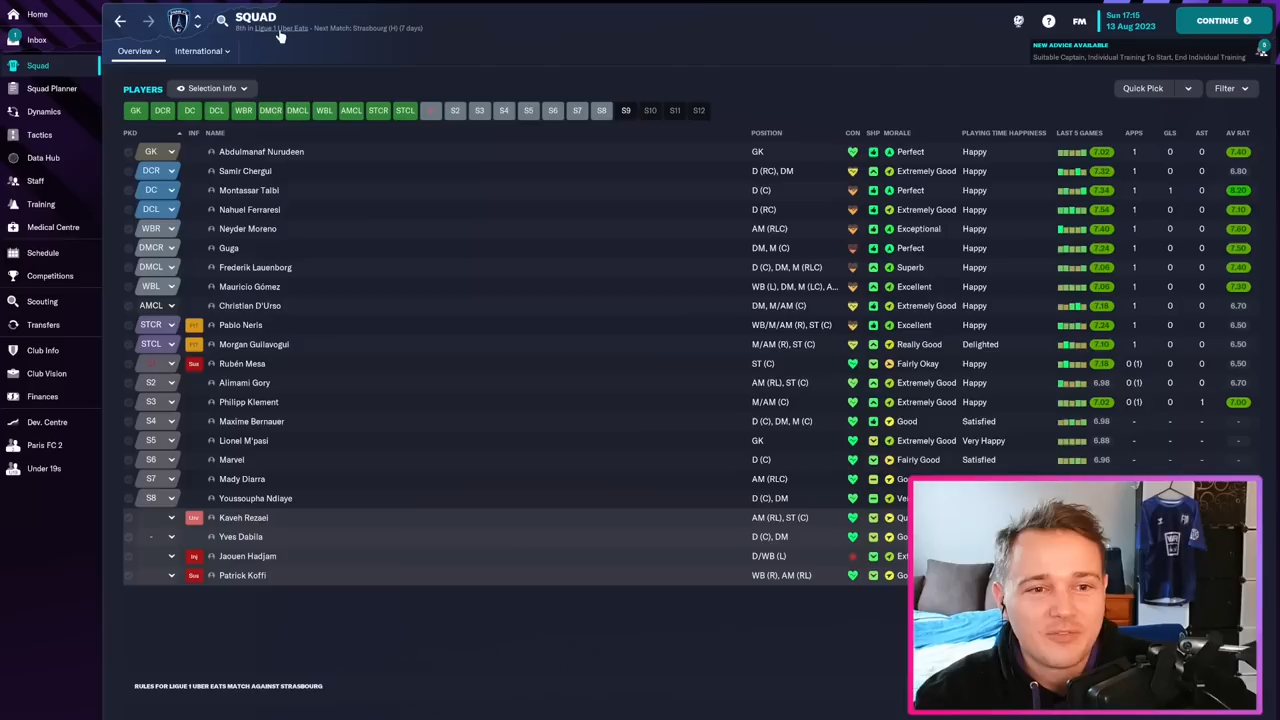 Home
Inbox
1
Squad
Squad Planner
Dynamics
Tactics
Data Hub
Staff
Training
Medical Centre
Schedule
Competitions
Scouting
Transfers
Club Info
Club Vision
Finances
Dev. Centre
Paris FC 2
Under 19s
SQUAD
8th in Ligue 1 Uber Eats - Next Match: Strasbourg (H) (7 days)
FM
Sun 17:15
13 Aug 2023
CONTINUE
Overview International
NEW ADVICE AVAILABLE
Suitable Captain, Individual Training To Start, End Individual Training
PLAYERS Selection Info Quick Pick Filter
GK DCR DC DCL WBR DMCR DMCL WBL AMCL STCR STCL S2 S3 S4 S5 S6 S7 S8 S9 S10 S11 S12
PKD INF NAME POSITION CON SHP MORALE PLAYING TIME HAPPINESS LAST 5 GAMES APPS GLS AST AV RAT
GK Abdulmanaf Nurudeen GK Perfect Happy 7.02 1 0 0 7.40
DCR Samir Chergui D (RC), DM Extremely Good Happy 7.32 1 0 0 6.80
DC Montassar Talbi D (C) Perfect Happy 7.34 1 1 0 8.20
DCL Nahuel Ferraresi D (RC) Extremely Good Happy 7.54 1 0 0 7.10
WBR Neyder Moreno AM (RLC) Exceptional Happy 7.40 1 0 0 7.60
DMCR Guga DM, M (C) Perfect Happy 7.24 1 0 0 7.50
DMCL Frederik Lauenborg D (C), DM, M (RLC) Superb Happy 7.06 1 0 0 7.40
WBL Mauricio Gómez WB (L), DM, M (LC), A... Excellent Happy 7.06 1 0 0 7.30
AMCL Christian D'Urso DM, M/AM (C) Extremely Good Happy 7.18 1 0 0 6.70
STCR Pablo Neris WB/M/AM (R), ST (C) Excellent Happy 7.24 1 0 0 6.50
STCL Morgan Guilavogui M/AM (R), ST (C) Really Good Delighted 7.10 1 0 0 6.50
Sus Rubén Mesa ST (C) Fairly Okay Happy 7.18 0 (1) 0 0 6.50
S2 Alimami Gory AM (RL), ST (C) Extremely Good Happy 6.98 0 (1) 0 0 6.70
S3 Philipp Klement M/AM (C) Extremely Good Happy 7.02 0 (1) 0 1 7.00
S4 Maxime Bernauer D (C), DM, M (C) Good Satisfied 6.98 - - - -
S5 Lionel M'pasi GK Extremely Good Very Happy 6.88 - - - -
S6 Marvel D (C) Fairly Good Satisfied 6.96 - - - -
S7 Mady Diarra AM (RLC) Go
S8 Youssoupha Ndiaye D (C), DM Ve
Unv Kaveh Rezaei AM (RL), ST (C) Qu
- Yves Dabila D (C), DM Go
Inj Jaouen Hadjam D/WB (L) Ext
Sus Patrick Koffi WB (R), AM (RL) Go
RULES FOR LIGUE 1 UBER EATS MATCH AGAINST STRASBOURG